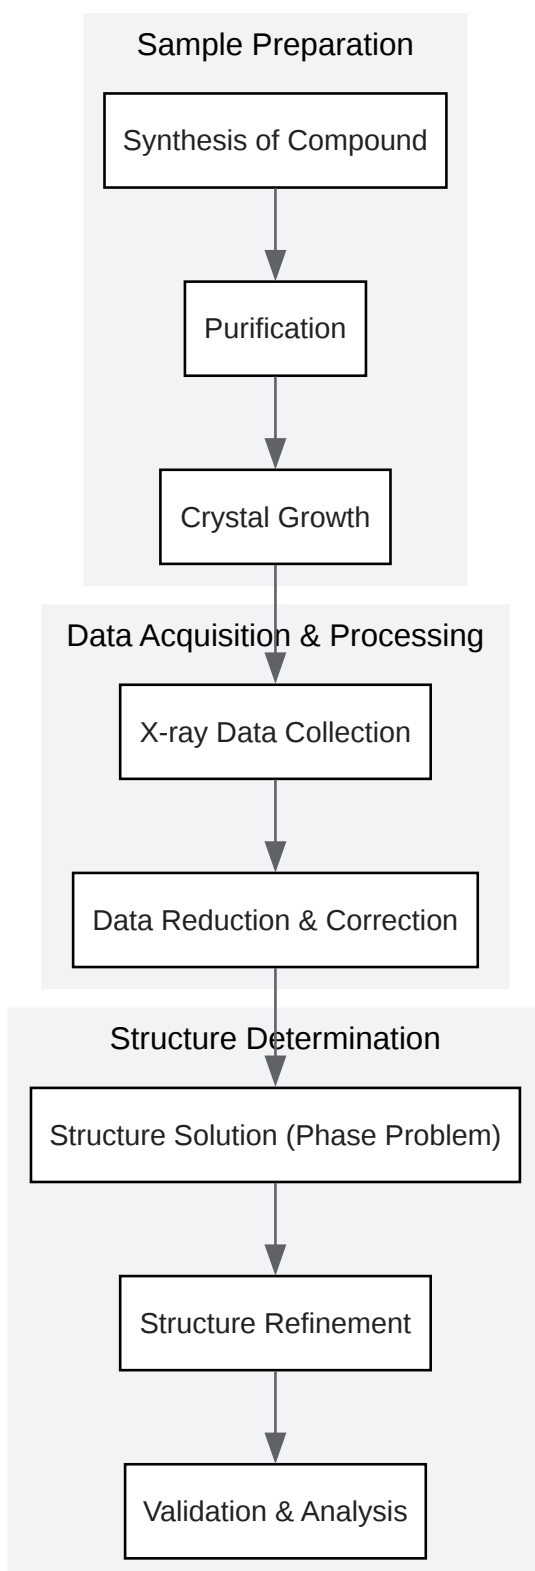 Sample Preparation
Synthesis of Compound
Purification
Crystal Growth
Data Acquisition & Processing
X-ray Data Collection
Data Reduction & Correction
Structure Determination
Structure Solution (Phase Problem)
Structure Refinement
Validation & Analysis